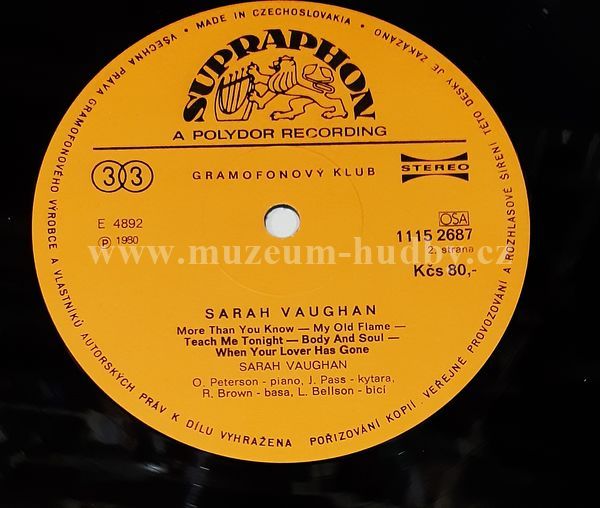 MADE IN CZECHOSLOVAKIA • VŠECHNA PRÁVA GRAMOFONOVÉHO VÝROBCE A VLASTNÍKŮ AUTORSKÝCH PRÁV K DÍLU VYHRAŽENA POŘIZOVÁNÍ KOPIÍ, VEŘEJNÉ PROVOZOVÁNÍ A ROZHLASOVÉ ŠÍŘENÍ TÉTO DESKY JE ZAKÁZÁNO •
SUPRAPHON
A POLYDOR RECORDING
33
GRAMOFONOVÝ KLUB
STEREO
E 4892
OSA
1115 2687
℗ 1980
2. strana
www.muzeum-hudby.cz
Kčs 80,-
SARAH VAUGHAN
More Than You Know — My Old Flame —
Teach Me Tonight — Body And Soul —
When Your Lover Has Gone
SARAH VAUGHAN
O. Peterson - piano, J. Pass - kytara,
R. Brown - basa, L. Bellson - bicí